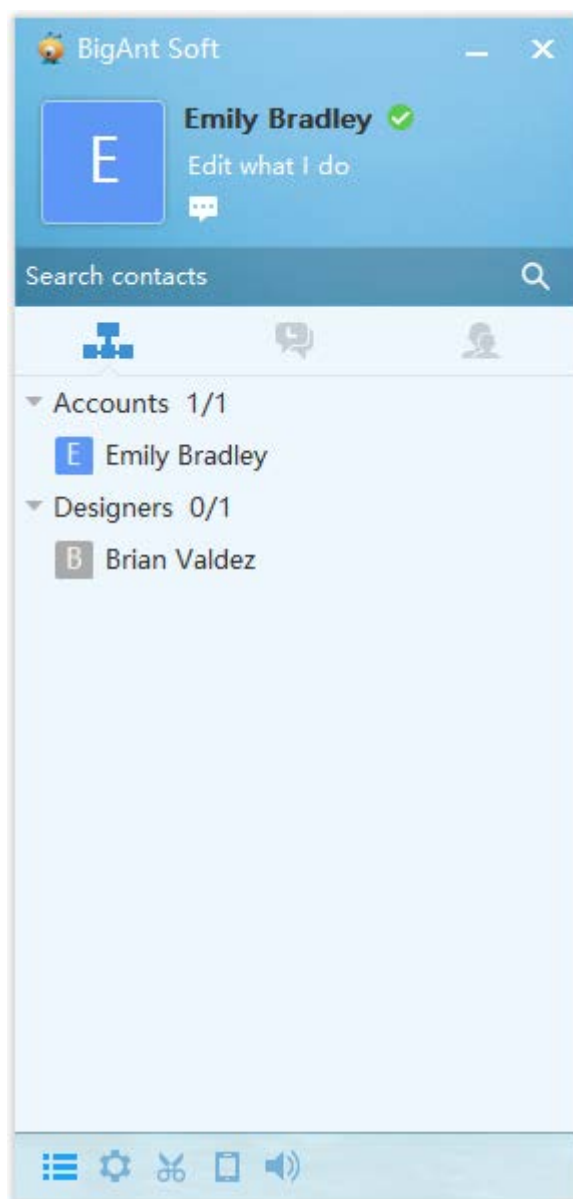 BigAnt Soft
E
Emily Bradley
Edit what I do
Search contacts
Accounts 1/1
E Emily Bradley
Designers 0/1
B Brian Valdez